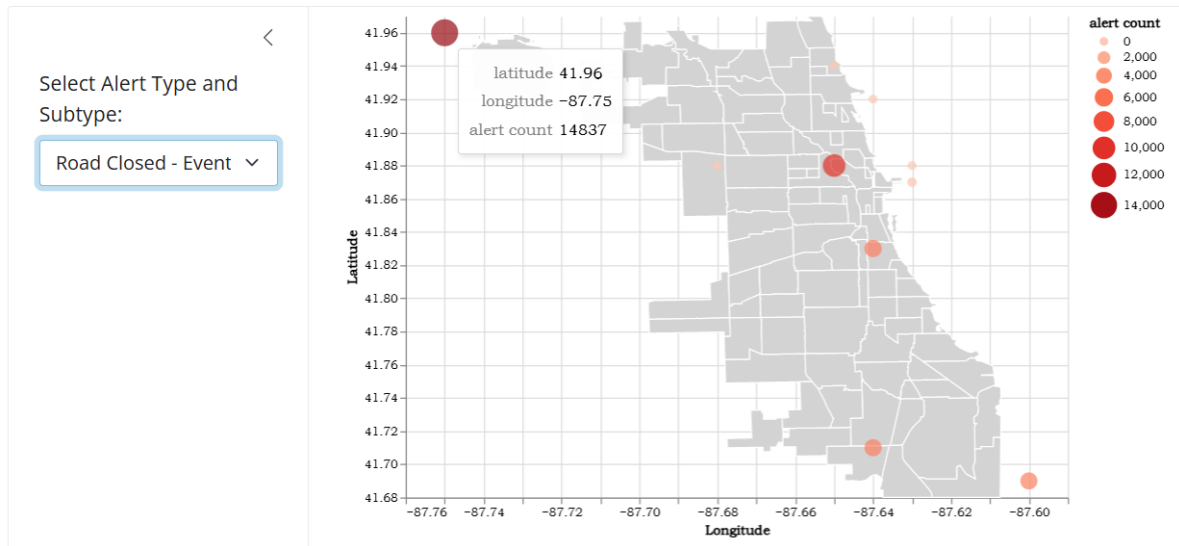 Select Alert Type and
Subtype:
Road Closed - Event
latitude 41.96
longitude −87.75
alert count 14837
Latitude
41.96
41.94
41.92
41.90
41.88
41.86
41.84
41.82
41.80
41.78
41.76
41.74
41.72
41.70
41.68
−87.76 −87.74 −87.72 −87.70 −87.68 −87.66 −87.64 −87.62 −87.60
Longitude
alert count
0
2,000
4,000
6,000
8,000
10,000
12,000
14,000